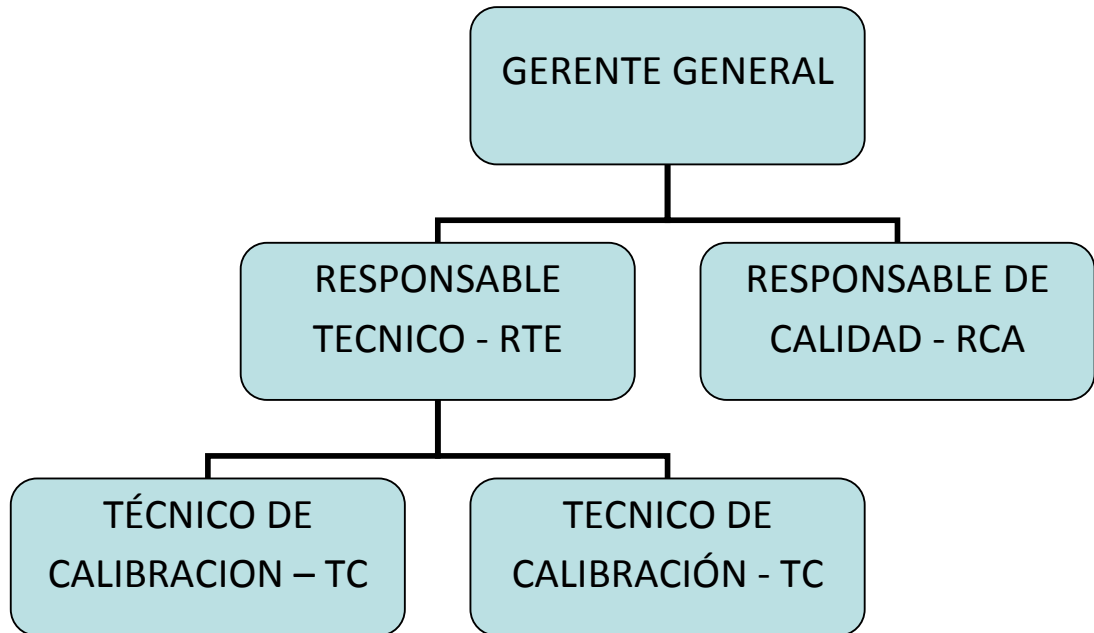 GERENTE GENERAL
RESPONSABLE
TECNICO - RTE
RESPONSABLE DE
CALIDAD - RCA
TÉCNICO DE
CALIBRACION – TC
TECNICO DE
CALIBRACIÓN - TC